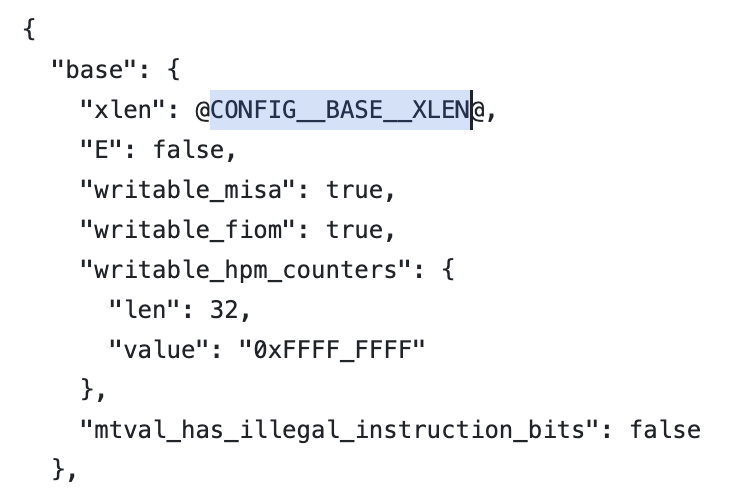 {
"base": {
"xlen": @CONFIG__BASE__XLEN@,
"E": false,
"writable_misa": true,
"writable_fiom": true,
"writable_hpm_counters": {
"len": 32,
"value": "0xFFFF_FFFF"
},
"mtval_has_illegal_instruction_bits": false
},